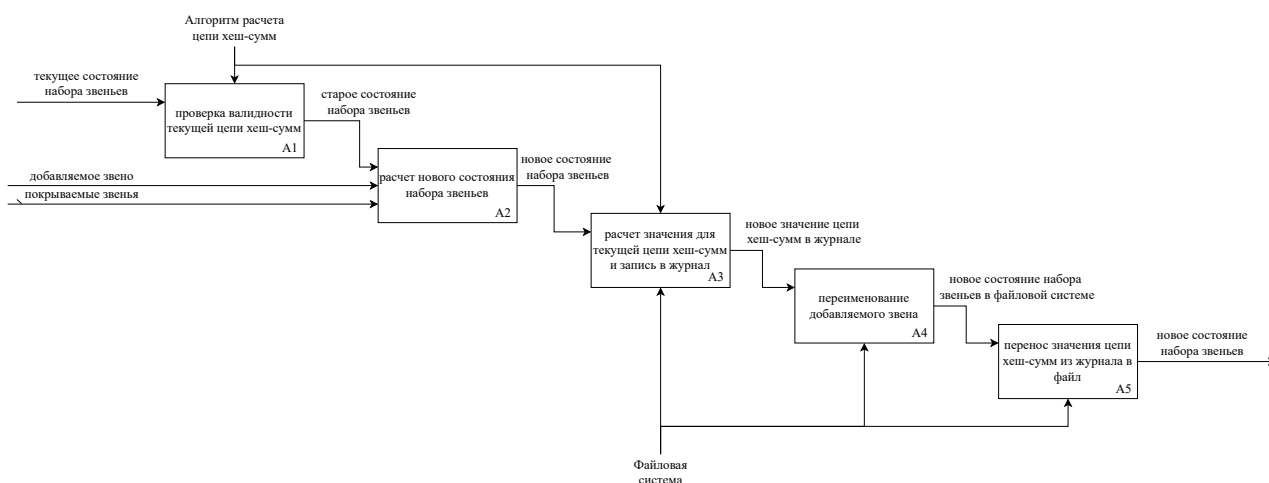 Алгоритм расчета
цепи хеш-сумм
текущее состояние
набора звеньев
проверка валидности
текущей цепи хеш-сумм
A1
старое состояние
набора звеньев
добавляемое звено
покрываемые звенья
расчет нового состояния
набора звеньев
A2
новое состояние
набора звеньев
расчет значения для
текущей цепи хеш-сумм
и запись в журнал
A3
новое значение цепи
хеш-сумм в журнале
переименование
добавляемого звена
A4
новое состояние набора
звеньев в файловой системе
перенос значения цепи
хеш-сумм из журнала в
файл
A5
новое состояние
набора звеньев
Файловая
система